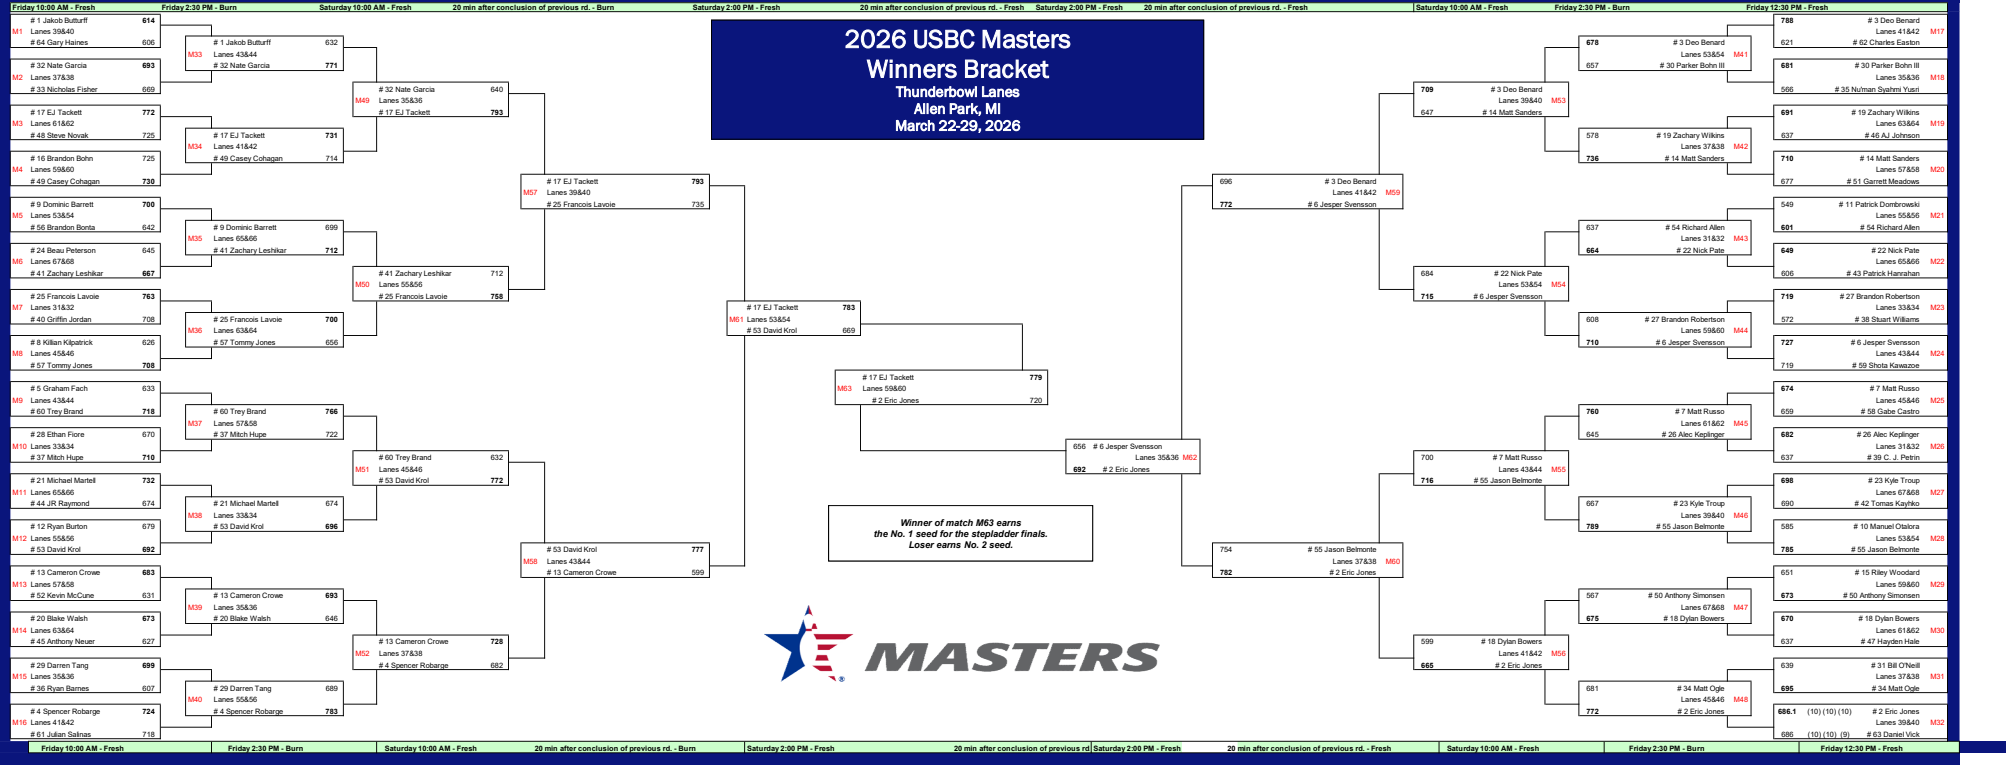 Friday 10:00 AM - Fresh
Friday 2:30 PM - Burn
Saturday 10:00 AM - Fresh
20 min after conclusion of previous rd. - Burn
Saturday 2:00 PM - Fresh
20 min after conclusion of previous rd. - Fresh
Saturday 2:00 PM - Fresh
20 min after conclusion of previous rd. - Fresh
Saturday 10:00 AM - Fresh
Friday 2:30 PM - Burn
Friday 12:30 PM - Fresh
2026 USBC Masters
Winners Bracket
Thunderbowl Lanes
Allen Park, MI
March 22-29, 2026
# 1 Jakob Butturff 614
M1 Lanes 39&40
# 64 Gary Haines 606
# 32 Nate Garcia 693
M2 Lanes 37&38
# 33 Nicholas Fisher 669
# 17 EJ Tackett 772
M3 Lanes 61&62
# 48 Steve Novak 725
# 16 Brandon Bohn 725
M4 Lanes 59&60
# 49 Casey Cohagan 730
# 9 Dominic Barrett 700
M5 Lanes 53&54
# 56 Brandon Bonta 642
# 24 Beau Peterson 645
M6 Lanes 67&68
# 41 Zachary Leshikar 667
# 25 Francois Lavoie 763
M7 Lanes 31&32
# 40 Griffin Jordan 708
# 8 Killian Kilpatrick 626
M8 Lanes 45&46
# 57 Tommy Jones 708
# 5 Graham Fach 633
M9 Lanes 43&44
# 60 Trey Brand 718
# 28 Ethan Fiore 670
M10 Lanes 33&34
# 37 Mitch Hupe 710
# 21 Michael Martell 732
M11 Lanes 65&66
# 44 JR Raymond 674
# 12 Ryan Burton 679
M12 Lanes 55&56
# 53 David Krol 692
# 13 Cameron Crowe 683
M13 Lanes 57&58
# 52 Kevin McCune 631
# 20 Blake Walsh 673
M14 Lanes 63&64
# 45 Anthony Neuer 627
# 29 Darren Tang 699
M15 Lanes 35&36
# 36 Ryan Barnes 607
# 4 Spencer Robarge 724
M16 Lanes 41&42
# 61 Julian Salinas 718
# 1 Jakob Butturff 632
M33 Lanes 43&44
# 32 Nate Garcia 771
# 17 EJ Tackett 731
M34 Lanes 41&42
# 49 Casey Cohagan 714
# 9 Dominic Barrett 699
M35 Lanes 65&66
# 41 Zachary Leshikar 712
# 25 Francois Lavoie 700
M36 Lanes 63&64
# 57 Tommy Jones 656
# 60 Trey Brand 766
M37 Lanes 57&58
# 37 Mitch Hupe 722
# 21 Michael Martell 674
M38 Lanes 33&34
# 53 David Krol 696
# 13 Cameron Crowe 693
M39 Lanes 35&36
# 20 Blake Walsh 646
# 29 Darren Tang 689
M40 Lanes 55&56
# 4 Spencer Robarge 783
# 32 Nate Garcia 640
M49 Lanes 35&36
# 17 EJ Tackett 793
# 41 Zachary Leshikar 712
M50 Lanes 55&56
# 25 Francois Lavoie 758
# 60 Trey Brand 632
M51 Lanes 45&46
# 53 David Krol 772
# 13 Cameron Crowe 728
M52 Lanes 37&38
# 4 Spencer Robarge 682
# 17 EJ Tackett 793
M57 Lanes 39&40
# 25 Francois Lavoie 735
# 53 David Krol 777
M58 Lanes 43&44
# 13 Cameron Crowe 599
# 17 EJ Tackett 783
M61 Lanes 53&54
# 53 David Krol 669
# 17 EJ Tackett 779
M63 Lanes 59&60
# 2 Eric Jones 720
656 # 6 Jesper Svensson
Lanes 35&36 M62
692 # 2 Eric Jones
Winner of match M63 earns
the No. 1 seed for the stepladder finals.
Loser earns No. 2 seed.
MASTERS
®
696 # 3 Deo Benard
Lanes 41&42 M59
772 # 6 Jesper Svensson
754 # 55 Jason Belmonte
Lanes 37&38 M60
782 # 2 Eric Jones
709 # 3 Deo Benard
Lanes 39&40 M53
647 # 14 Matt Sanders
684 # 22 Nick Pate
Lanes 53&54 M54
715 # 6 Jesper Svensson
700 # 7 Matt Russo
Lanes 43&44 M55
716 # 55 Jason Belmonte
599 # 18 Dylan Bowers
Lanes 41&42 M56
665 # 2 Eric Jones
678 # 3 Deo Benard
Lanes 53&54 M41
657 # 30 Parker Bohn III
578 # 19 Zachary Wilkins
Lanes 37&38 M42
736 # 14 Matt Sanders
637 # 54 Richard Allen
Lanes 31&32 M43
664 # 22 Nick Pate
608 # 27 Brandon Robertson
Lanes 59&60 M44
710 # 6 Jesper Svensson
760 # 7 Matt Russo
Lanes 61&62 M45
645 # 26 Alec Keplinger
667 # 23 Kyle Troup
Lanes 39&40 M46
789 # 55 Jason Belmonte
567 # 50 Anthony Simonsen
Lanes 67&68 M47
675 # 18 Dylan Bowers
681 # 34 Matt Ogle
Lanes 45&46 M48
772 # 2 Eric Jones
788 # 3 Deo Benard
Lanes 41&42 M17
621 # 62 Charles Easton
681 # 30 Parker Bohn III
Lanes 35&36 M18
566 # 35 Nu'man Syahmi Yusri
691 # 19 Zachary Wilkins
Lanes 63&64 M19
637 # 46 AJ Johnson
710 # 14 Matt Sanders
Lanes 57&58 M20
677 # 51 Garrett Meadows
549 # 11 Patrick Dombrowski
Lanes 55&56 M21
601 # 54 Richard Allen
649 # 22 Nick Pate
Lanes 65&66 M22
606 # 43 Patrick Hanrahan
719 # 27 Brandon Robertson
Lanes 33&34 M23
572 # 38 Stuart Williams
727 # 6 Jesper Svensson
Lanes 43&44 M24
719 # 59 Shota Kawazoe
674 # 7 Matt Russo
Lanes 45&46 M25
659 # 58 Gabe Castro
682 # 26 Alec Keplinger
Lanes 31&32 M26
637 # 39 C. J. Petrin
698 # 23 Kyle Troup
Lanes 67&68 M27
690 # 42 Tomas Kayhko
585 # 10 Manuel Otalora
Lanes 53&54 M28
785 # 55 Jason Belmonte
651 # 15 Riley Woodard
Lanes 59&60 M29
673 # 50 Anthony Simonsen
670 # 18 Dylan Bowers
Lanes 61&62 M30
637 # 47 Hayden Hale
639 # 31 Bill O'Neill
Lanes 37&38 M31
695 # 34 Matt Ogle
686.1 (10) (10) (10) # 2 Eric Jones
Lanes 39&40 M32
686 (10) (10) (9) # 63 Daniel Vick
Friday 10:00 AM - Fresh
Friday 2:30 PM - Burn
Saturday 10:00 AM - Fresh
20 min after conclusion of previous rd. - Burn
Saturday 2:00 PM - Fresh
20 min after conclusion of previous rd.
Saturday 2:00 PM - Fresh
20 min after conclusion of previous rd. - Fresh
Saturday 10:00 AM - Fresh
Friday 2:30 PM - Burn
Friday 12:30 PM - Fresh